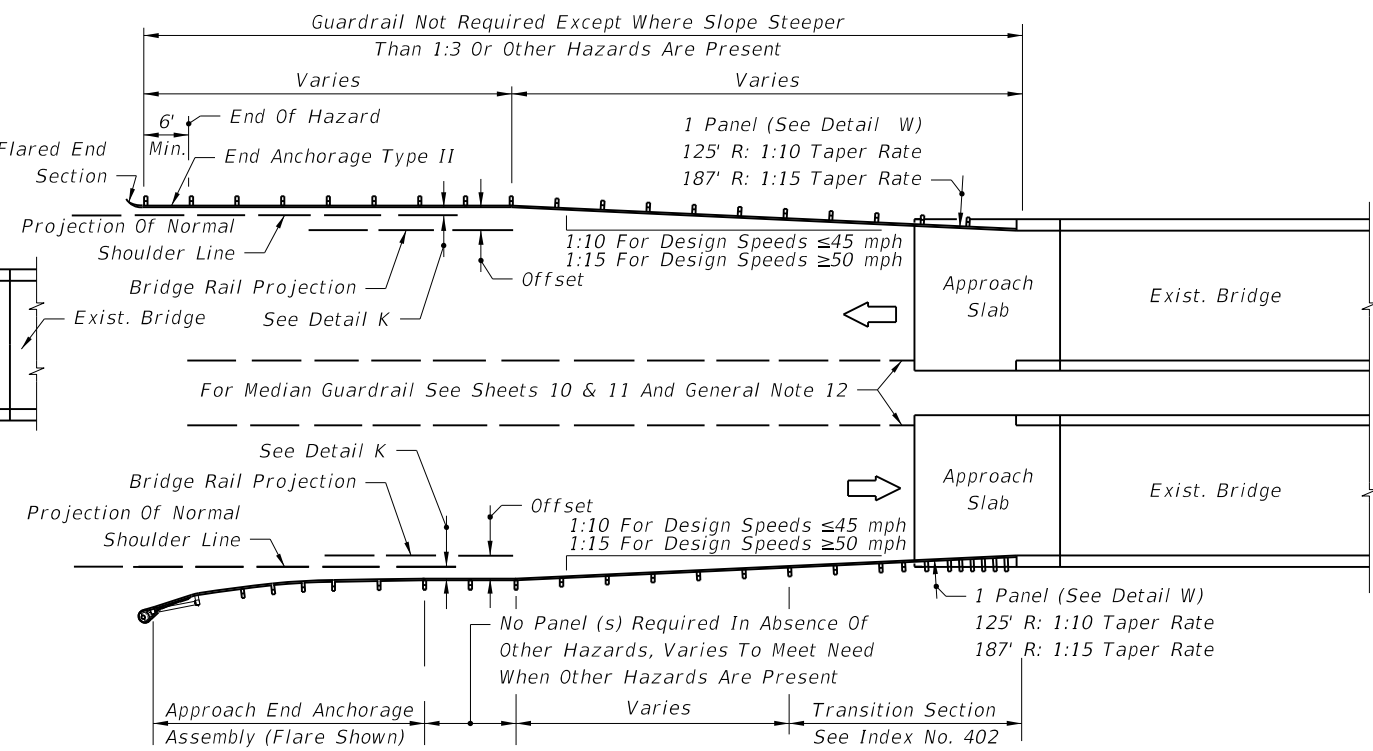 Guardrail Not Required Except Where Slope Steeper
Than 1:3 Or Other Hazards Are Present
Varies
Varies
6'
Min.
End Of Hazard
Flared End
Section
End Anchorage Type II
1 Panel (See Detail W)
125' R: 1:10 Taper Rate
187' R: 1:15 Taper Rate
Projection Of Normal
Shoulder Line
1:10 For Design Speeds ≤45 mph
1:15 For Design Speeds ≥50 mph
Bridge Rail Projection
Offset
Exist. Bridge
See Detail K
Approach
Slab
Exist. Bridge
For Median Guardrail See Sheets 10 & 11 And General Note 12
See Detail K
Bridge Rail Projection
Offset
Projection Of Normal
Shoulder Line
1:10 For Design Speeds ≤45 mph
1:15 For Design Speeds ≥50 mph
Approach
Slab
Exist. Bridge
No Panel (s) Required In Absence Of
Other Hazards, Varies To Meet Need
When Other Hazards Are Present
1 Panel (See Detail W)
125' R: 1:10 Taper Rate
187' R: 1:15 Taper Rate
Approach End Anchorage
Assembly (Flare Shown)
Varies
Transition Section
See Index No. 402